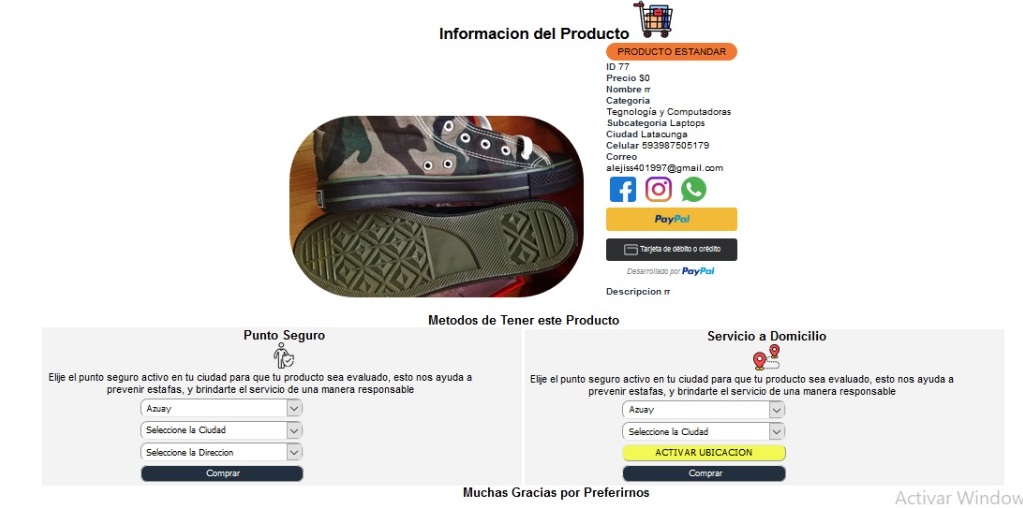 Informacion del Producto
PRODUCTO ESTANDAR
ID 77
Precio $0
Nombre rr
Categoria
Tegnología y Computadoras
Subcategoria Laptops
Ciudad Latacunga
Celular 593987505179
Correo
alejiss401997@gmail.com
PayPal
Tarjeta de débito o crédito
Desarrollado por PayPal
Descripcion rr
Metodos de Tener este Producto
Punto Seguro
Elije el punto seguro activo en tu ciudad para que tu producto sea evaluado, esto nos ayuda a
prevenir estafas, y brindarte el servicio de una manera responsable
Azuay
Seleccione la Ciudad
Seleccione la Direccion
Comprar
Servicio a Domicilio
Elije el punto seguro activo en tu ciudad para que tu producto sea evaluado, esto nos ayuda a
prevenir estafas, y brindarte el servicio de una manera responsable
Azuay
Seleccione la Ciudad
ACTIVAR UBICACION
Comprar
Muchas Gracias por Preferirnos
Activar Window